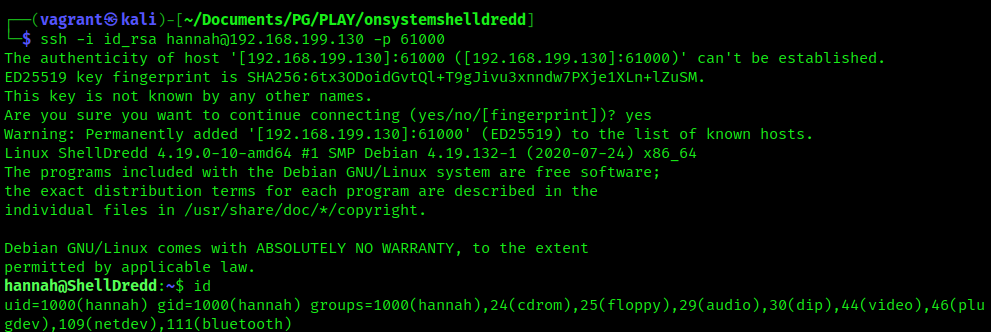 ┌──(vagrant㉿kali)-[~/Documents/PG/PLAY/onsystemshelldredd]
└─$ ssh -i id_rsa hannah@192.168.199.130 -p 61000
The authenticity of host '[192.168.199.130]:61000 ([192.168.199.130]:61000)' can't be established.
ED25519 key fingerprint is SHA256:6tx3ODoidGvtQl+T9gJivu3xnndw7PXje1XLn+lZuSM.
This key is not known by any other names.
Are you sure you want to continue connecting (yes/no/[fingerprint])? yes
Warning: Permanently added '[192.168.199.130]:61000' (ED25519) to the list of known hosts.
Linux ShellDredd 4.19.0-10-amd64 #1 SMP Debian 4.19.132-1 (2020-07-24) x86_64
The programs included with the Debian GNU/Linux system are free software;
the exact distribution terms for each program are described in the
individual files in /usr/share/doc/*/copyright.

Debian GNU/Linux comes with ABSOLUTELY NO WARRANTY, to the extent
permitted by applicable law.
hannah@ShellDredd:~$ id
uid=1000(hannah) gid=1000(hannah) groups=1000(hannah),24(cdrom),25(floppy),29(audio),30(dip),44(video),46(plu
gdev),109(netdev),111(bluetooth)